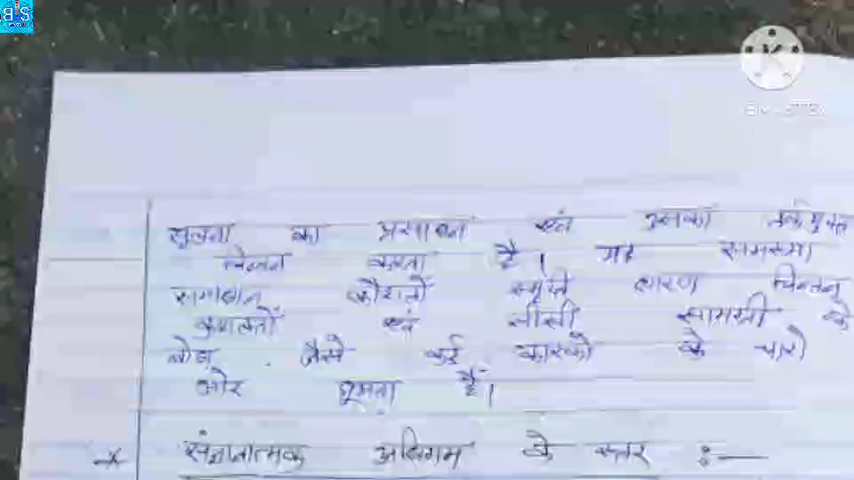 सूचना का प्रसाधन एवं उसका तर्कयुक्त
चिन्तन करता है। यह समस्या
समाधान कौशलों स्मृति धारण चिन्तन
कुशलतों एवं सीखी सामग्री के
बोध जैसे कई कारकों के चारों
ओर घूमता है।
* संज्ञानात्मक अधिगम के स्तर :—